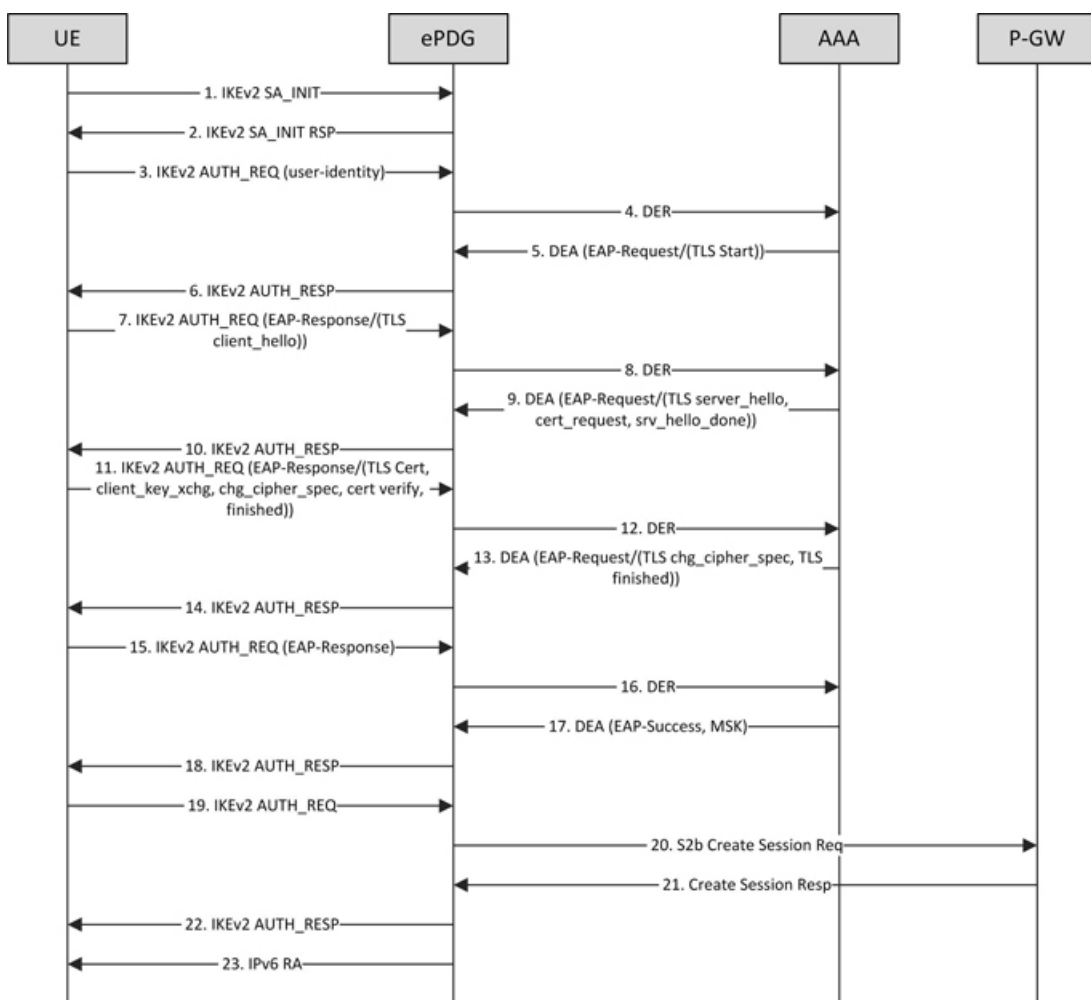 UE
ePDG
AAA
P-GW
1. IKEv2 SA_INIT
2. IKEv2 SA_INIT RSP
3. IKEv2 AUTH_REQ (user-identity)
4. DER
5. DEA (EAP-Request/(TLS Start))
6. IKEv2 AUTH_RESP
7. IKEv2 AUTH_REQ (EAP-Response/(TLS
client_hello))
8. DER
9. DEA (EAP-Request/(TLS server_hello,
cert_request, srv_hello_done))
10. IKEv2 AUTH_RESP
11. IKEv2 AUTH_REQ (EAP-Response/(TLS Cert,
client_key_xchg, chg_cipher_spec, cert verify,
finished))
12. DER
13. DEA (EAP-Request/(TLS chg_cipher_spec, TLS
finished))
14. IKEv2 AUTH_RESP
15. IKEv2 AUTH_REQ (EAP-Response)
16. DER
17. DEA (EAP-Success, MSK)
18. IKEv2 AUTH_RESP
19. IKEv2 AUTH_REQ
20. S2b Create Session Req
21. Create Session Resp
22. IKEv2 AUTH_RESP
23. IPv6 RA